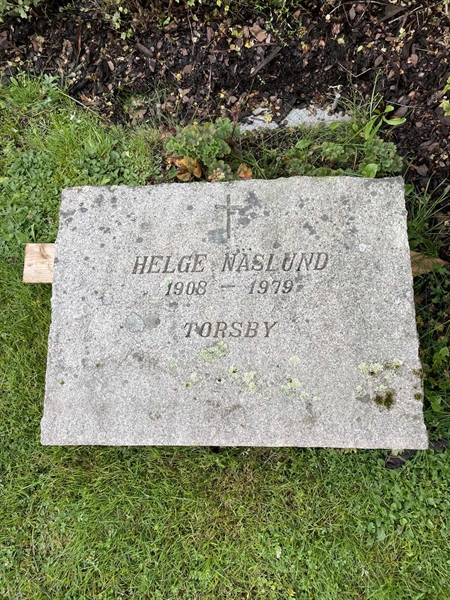 HELGE NÄSLUND
1908 - 1979
TORSBY